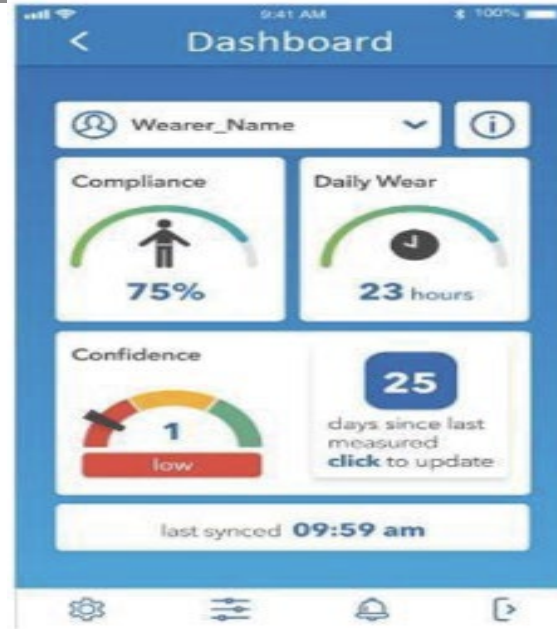 9:41 AM 100%
Dashboard
Wearer_Name
Compliance
75%
Daily Wear
23 hours
Confidence
1
low
25
days since last
measured
click to update
last synced 09:59 am